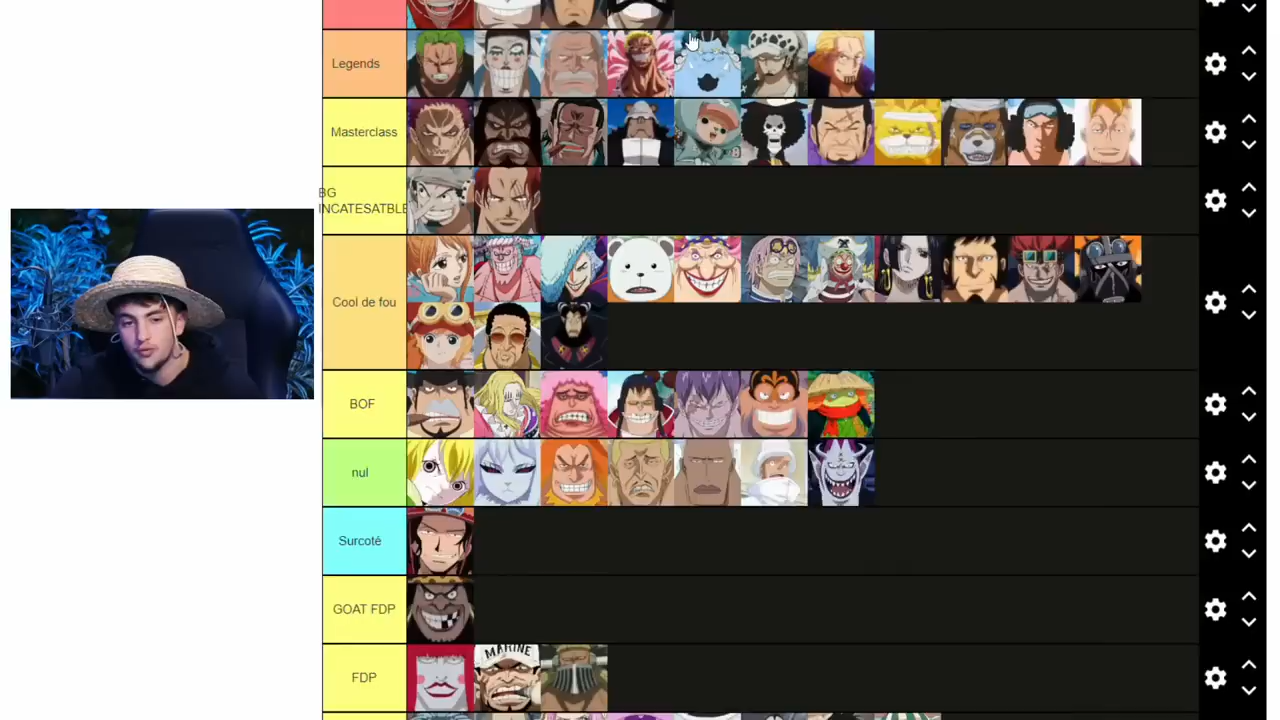 Legends
Masterclass
BG
INCATESATBLE
Cool de fou
BOF
nul
Surcoté
GOAT FDP
FDP
MARINE